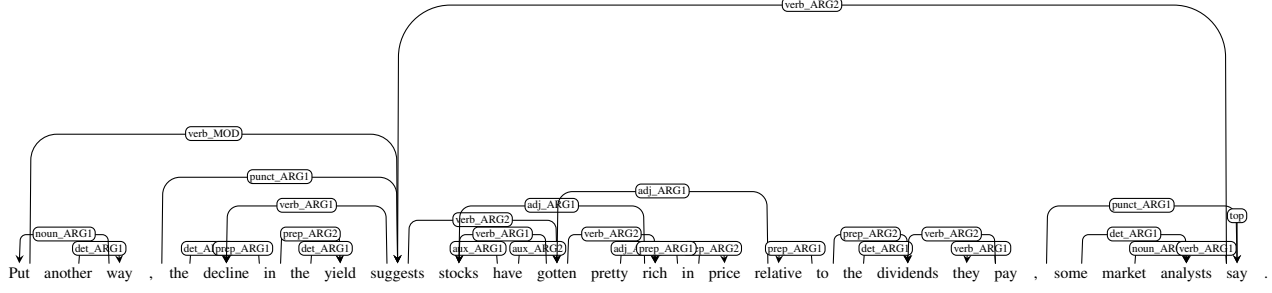 verb_ARG2
verb_MOD
punct_ARG1
adj_ARG1
verb_ARG1 adj_ARG1 punct_ARG1
top
verb_ARG2
noun_ARG1 prep_ARG2 verb_ARG1 verb_ARG2 prep_ARG2 verb_ARG2 det_ARG1
det_ARG1 prep_ARG1 det_ARG1 aux_ARG1 aux_ARG2 prep_ARG1 prep_ARG1 det_ARG1 verb_ARG1 verb_ARG1
Put another way , the decline in the yield suggests stocks have gotten pretty rich in price relative to the dividends they pay , some market analysts say .